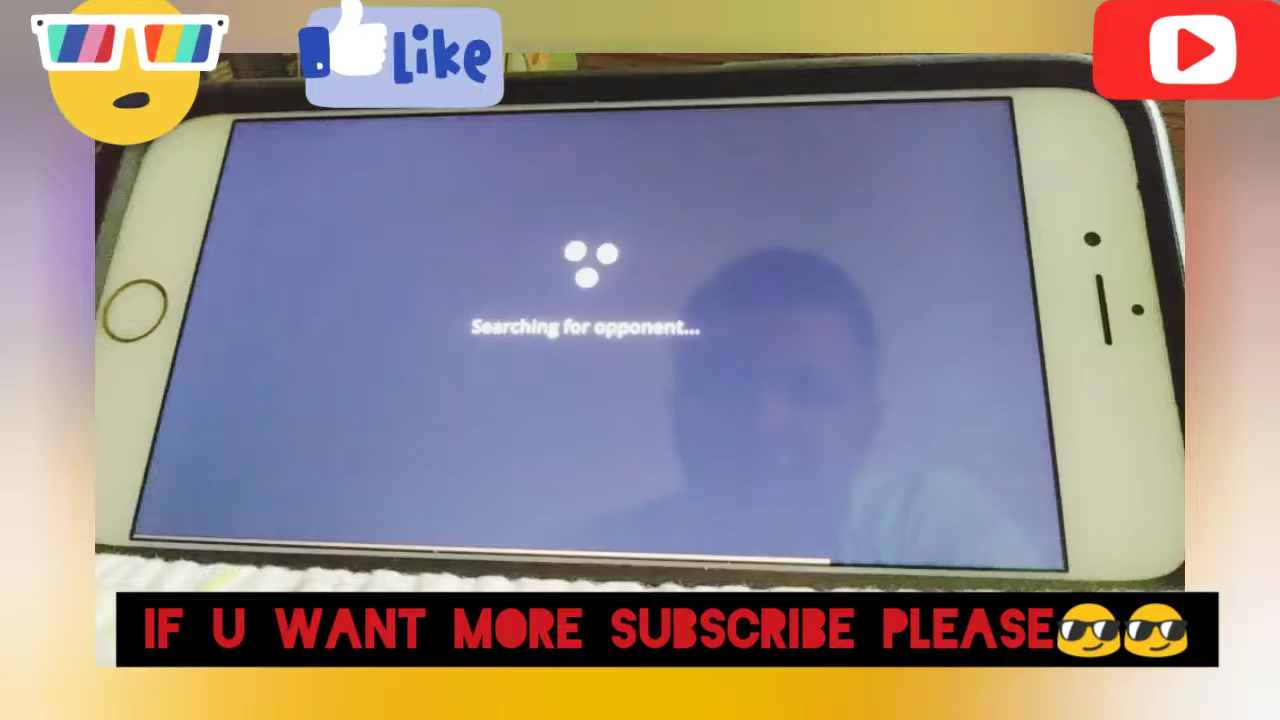 Like
Searching for opponent...
IF U WANT MORE SUBSCRIBE PLEASE😎😎